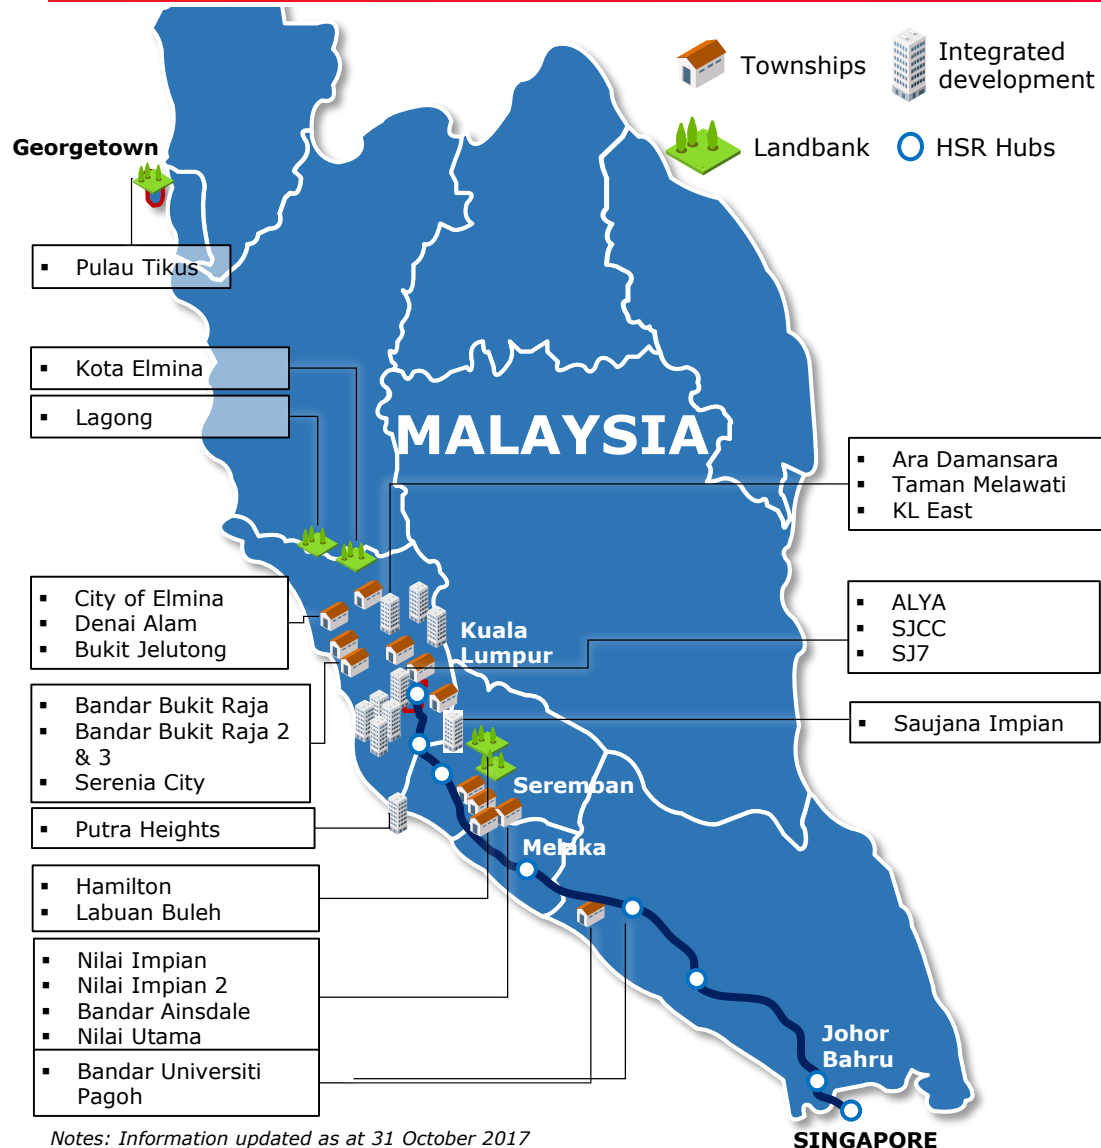 Townships
Integrated
development
Georgetown
Landbank
HSR Hubs
▪ Pulau Tikus
▪ Kota Elmina
▪ Lagong
MALAYSIA
▪ Ara Damansara
▪ Taman Melawati
▪ KL East
▪ City of Elmina
▪ Denai Alam
▪ Bukit Jelutong
▪ ALYA
▪ SJCC
▪ SJ7
Kuala
Lumpur
▪ Bandar Bukit Raja
▪ Bandar Bukit Raja 2
& 3
▪ Serenia City
▪ Saujana Impian
Seremban
▪ Putra Heights
Melaka
▪ Hamilton
▪ Labuan Buleh
▪ Nilai Impian
▪ Nilai Impian 2
▪ Bandar Ainsdale
▪ Nilai Utama
▪ Bandar Universiti
Pagoh
Johor
Bahru
Notes: Information updated as at 31 October 2017
SINGAPORE